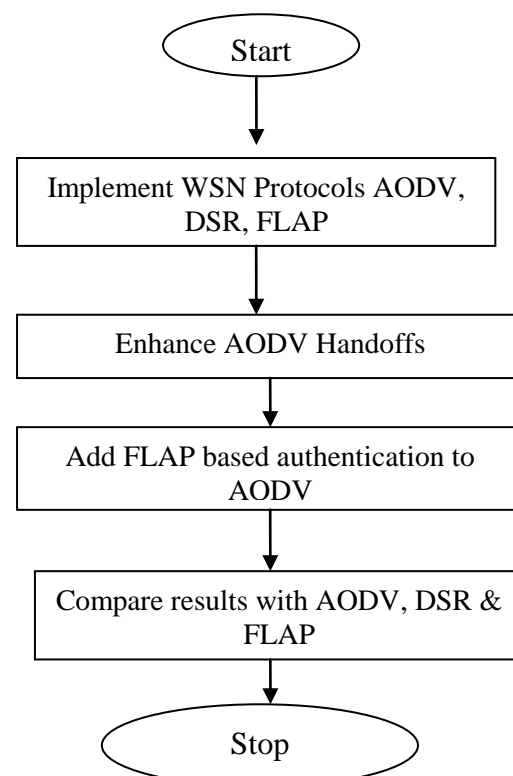 Start
Implement WSN Protocols AODV,
DSR, FLAP
Enhance AODV Handoffs
Add FLAP based authentication to
AODV
Compare results with AODV, DSR &
FLAP
Stop